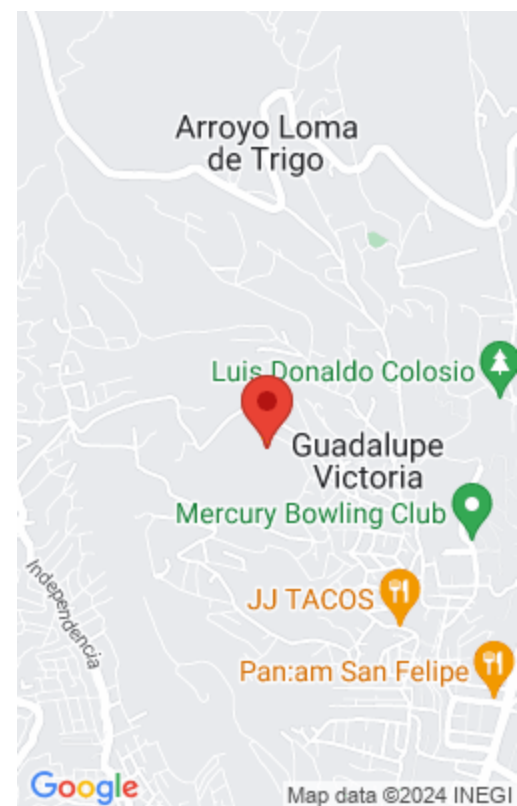 Arroyo Loma
de Trigo
Luis Donaldo Colosio
Guadalupe
Victoria
Mercury Bowling Club
JJ TACOS
Independencia
Pan:am San Felipe
Google
Map data ©2024 INEGI